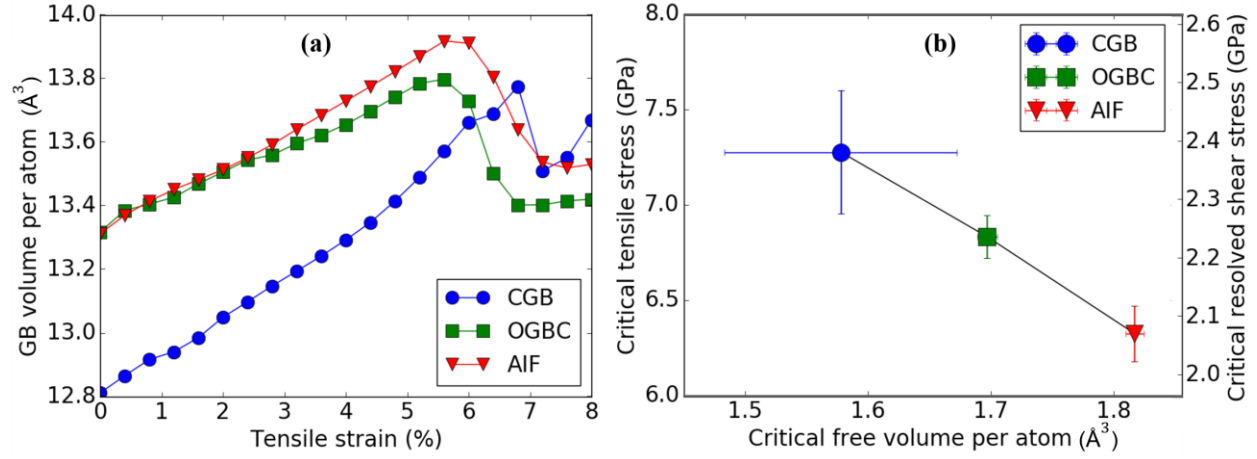 (a)
14.0
13.8
13.6
13.4
13.2
13.0
12.8
GB volume per atom (Å³)
0 1 2 3 4 5 6 7 8
Tensile strain (%)
CGB
OGBC
AIF
(b)
8.0
7.5
7.0
6.5
6.0
Critical tensile stress (GPa)
1.5 1.6 1.7 1.8
Critical free volume per atom (Å³)
CGB
OGBC
AIF
2.6
2.5
2.4
2.3
2.2
2.1
2.0
Critical resolved shear stress (GPa)